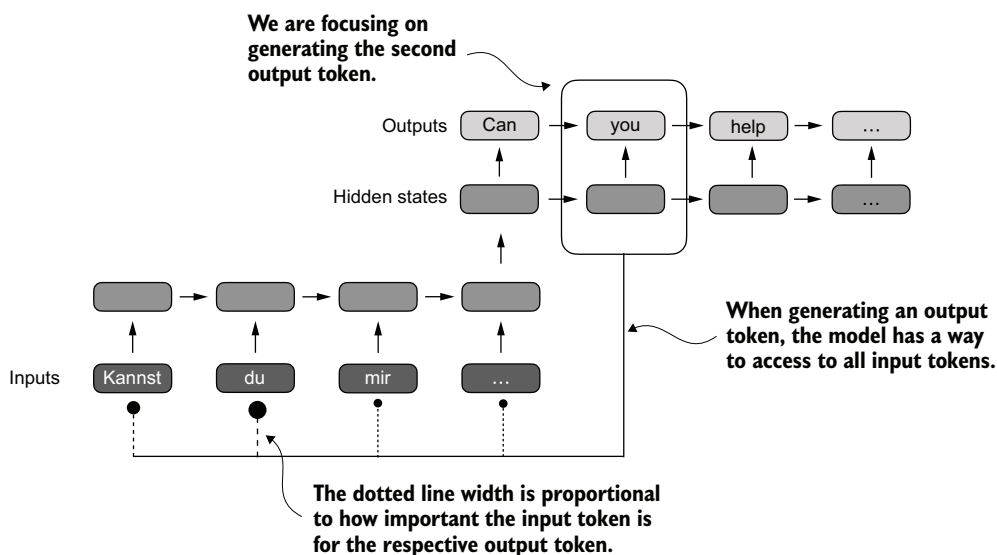 We are focusing on
generating the second
output token.
Outputs Can you help ...
Hidden states ...
When generating an output
token, the model has a way
to access to all input tokens.
Inputs Kannst du mir ...
The dotted line width is proportional
to how important the input token is
for the respective output token.